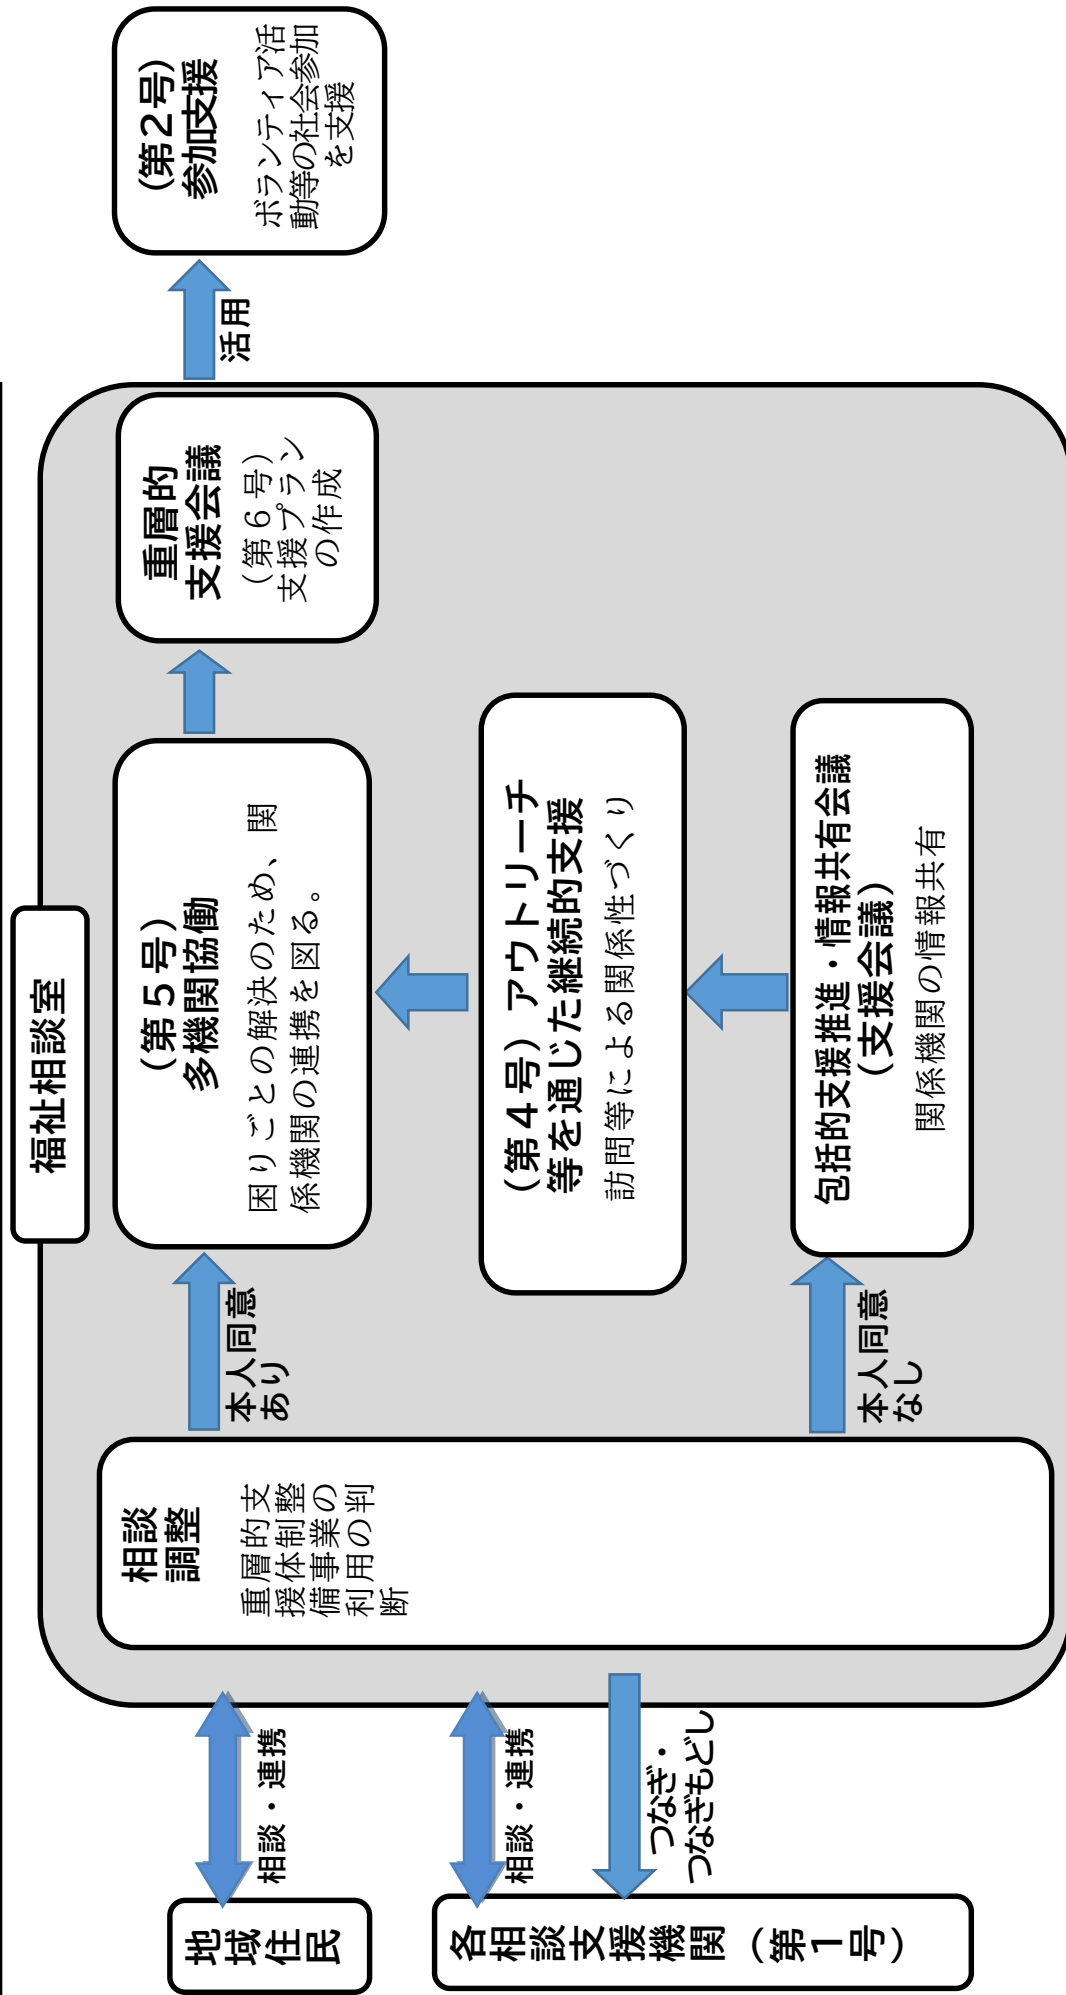 福祉相談室
地域住民
相談・連携
各相談支援機関（第１号）
相談・連携
つなぎ・
つなぎもどし
相談
調整
重層的支
援体制整
備事業の
利用の判
断
本人同意
あり
本人同意
なし
（第５号）
多機関協働
困りごとの解決のため、関
係機関の連携を図る。
（第４号）アウトリーチ
等を通じた継続的支援
訪問等による関係性づくり
包括的支援推進・情報共有会議
（支援会議）
関係機関の情報共有
重層的
支援会議
（第６号）
支援プラン
の作成
活用
（第２号）
参加支援
ボランティア活
動等の社会参加
を支援